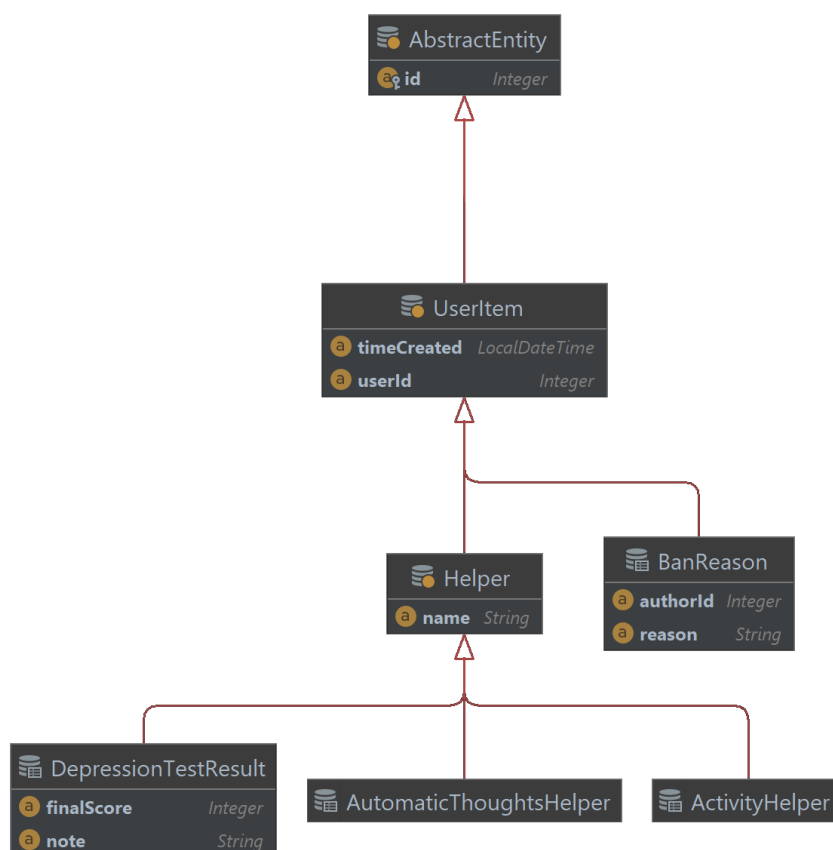 AbstractEntity
id Integer
UserItem
timeCreated LocalDateTime
userId Integer
Helper
name String
BanReason
authorId Integer
reason String
DepressionTestResult
finalScore Integer
note String
AutomaticThoughtsHelper
ActivityHelper